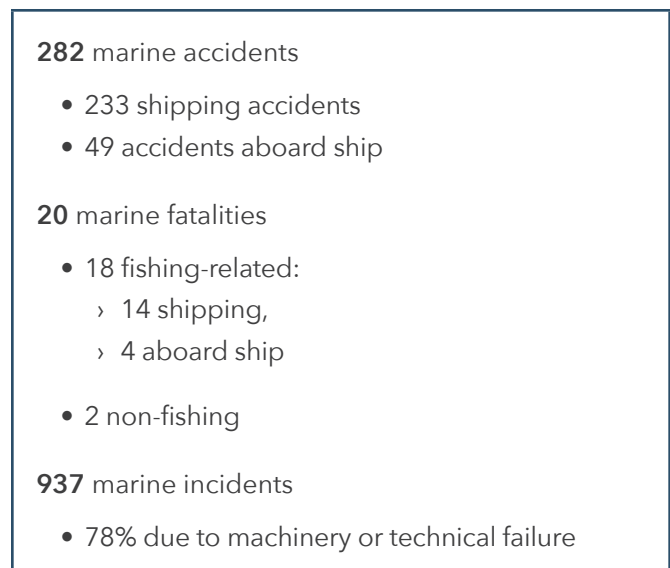 282 marine accidents
• 233 shipping accidents
• 49 accidents aboard ship
20 marine fatalities
• 18 fishing-related:
› 14 shipping,
› 4 aboard ship
• 2 non-fishing
937 marine incidents
• 78% due to machinery or technical failure